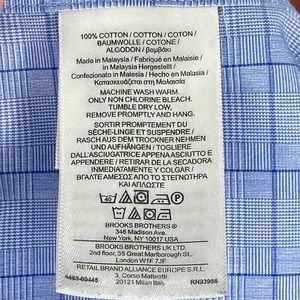 100% COTTON / COTTON / COTON /
BAUMWOLLE / COTONE /
ALGODON / Βαμβάκι
Made in Malaysia / Fabriqué en Malaisie /
in Malaysia Hergestellt /
Confezionato in Malesia / Hecho en Malasia /
Κατασκευάζεται στη Μαλαισία
MACHINE WASH WARM.
ONLY NON CHLORINE BLEACH.
TUMBLE DRY LOW,
REMOVE PROMPTLY AND HANG.
SORTIR PROMPTEMENT DU
SÈCHE-LINGE ET SUSPENDRE /
RASCH AUS DEM TROCKNER NEHMEN
UND AUFHÄNGEN / TOGLIERE
DALL'ASCIUGATRICE APPENA ASCIUTTO E
APPENDERE / RETIRAR DE LA SECADORA
INMEDIATAMENTE Y COLGAR /
ΒΓΑΛΤΕ ΑΜΕΣΩΣ ΑΠΟ ΤΟ ΣΤΕΓΝΩΤΗΡΙΟ
ΚΑΙ ΑΠΛΩΣΤΕ
40
BROOKS BROTHERS ®
346 Madison Ave.
New York, NY 10017 USA
BROOKS BROTHERS UK LTD.
2nd floor, 35 Great Marlborough St.,
London W1F 7JF
RETAIL BRAND ALLIANCE EUROPE S.R.L.
3, Corso Matteotti
20121 Milan Italy
RN93986